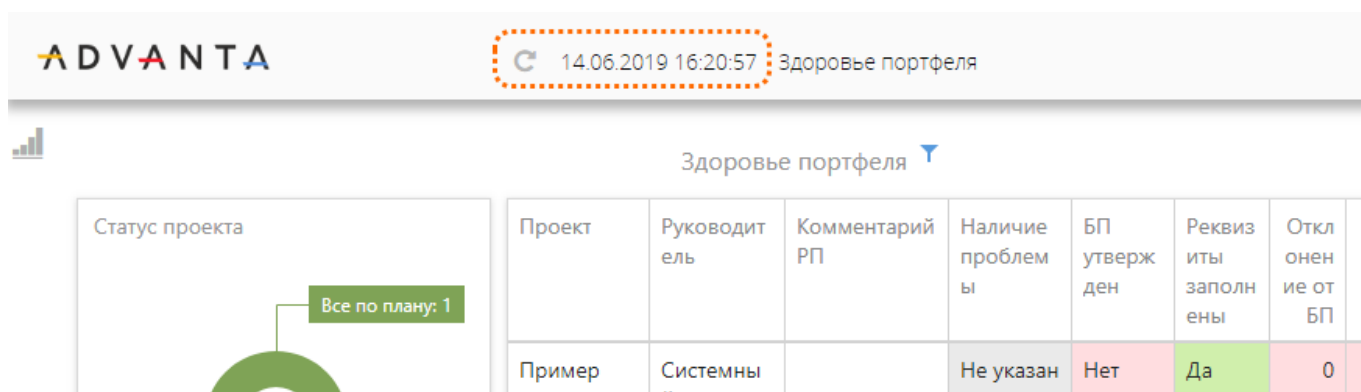 ADVANTA
14.06.2019 16:20:57 Здоровье портфеля
Здоровье портфеля
Статус проекта
Все по плану: 1
Проект
Руководит
ель
Комментарий
РП
Наличие
проблем
ы
БП
утверж
ден
Реквиз
иты
заполн
ены
Откл
онен
ие от
БП
Пример
Системны
Не указан
Нет
Да
0